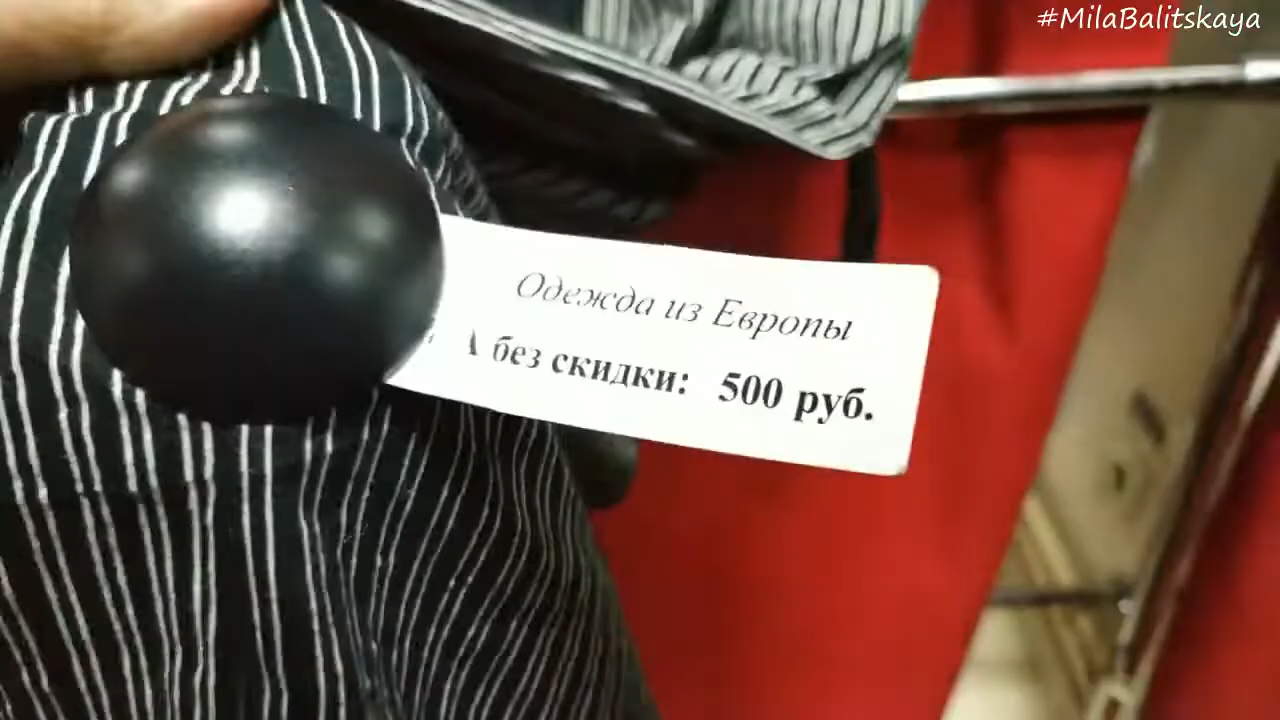 #MilaBalitskaya
Одежда из Европы
без скидки: 500 руб.